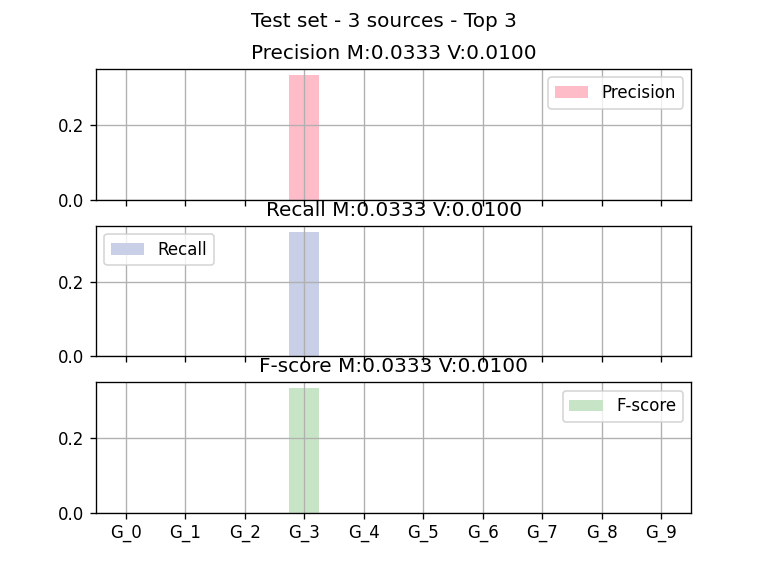 Test set - 3 sources - Top 3
Precision M:0.0333 V:0.0100
Precision
0.2
0.0
Recall M:0.0333 V:0.0100
Recall
0.2
0.0
F-score M:0.0333 V:0.0100
F-score
0.2
0.0
G_0 G_1 G_2 G_3 G_4 G_5 G_6 G_7 G_8 G_9